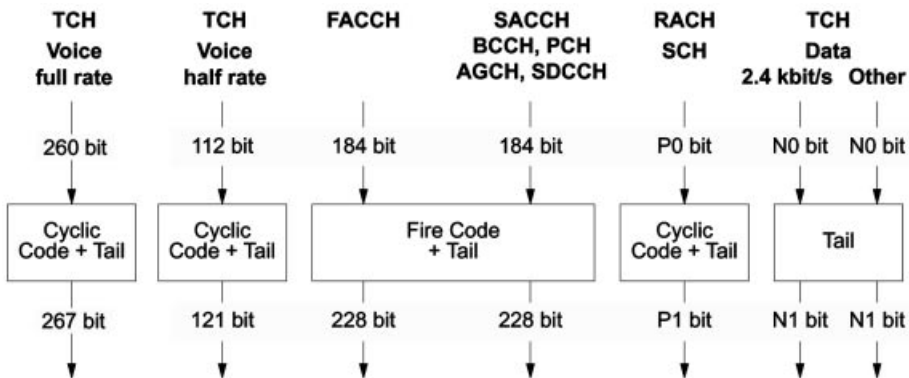 TCH TCH FACCH SACCH RACH TCH
Voice Voice BCCH, PCH SCH Data
full rate half rate AGCH, SDCCH 2.4 kbit/s Other
260 bit 112 bit 184 bit 184 bit P0 bit N0 bit N0 bit
Cyclic Cyclic Fire Code Cyclic Tail
Code + Tail Code + Tail + Tail Code + Tail
267 bit 121 bit 228 bit 228 bit P1 bit N1 bit N1 bit